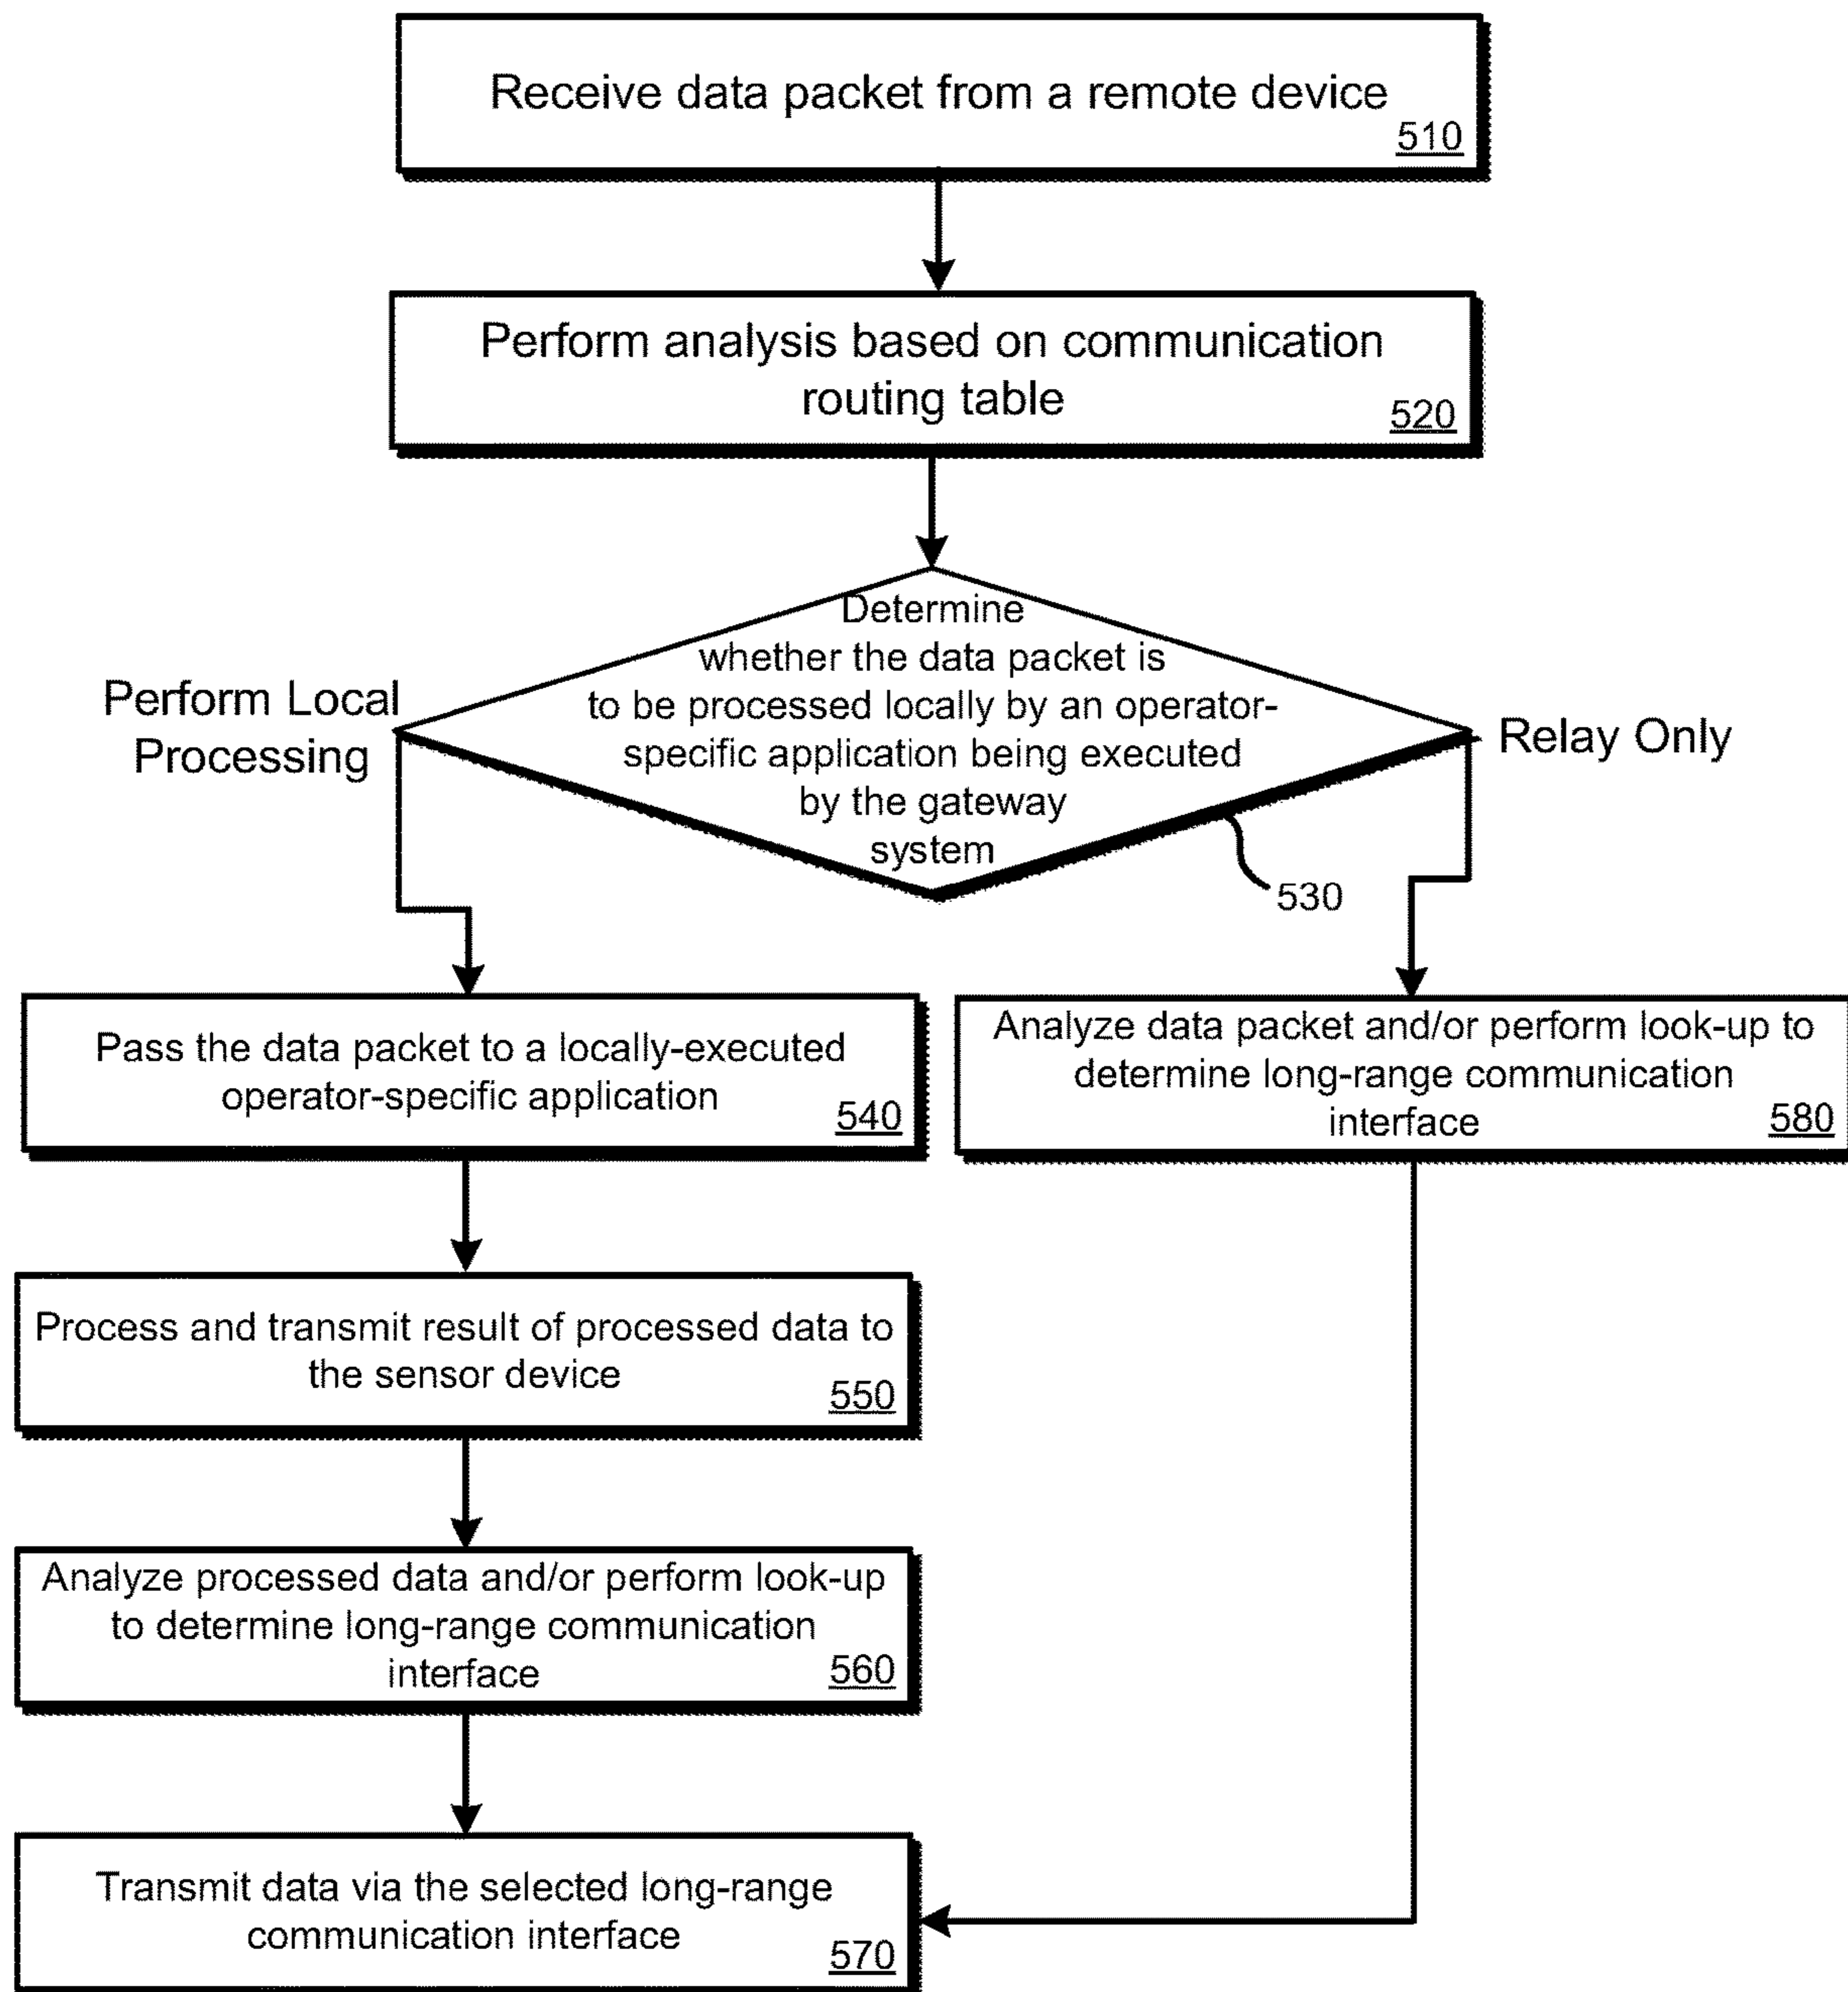 Receive data packet from a remote device
510
Perform analysis based on communication
routing table
520
Determine
whether the data packet is
to be processed locally by an operator-
specific application being executed
by the gateway
system
530
Perform Local
Processing
Relay Only
Pass the data packet to a locally-executed
operator-specific application
540
Analyze data packet and/or perform look-up to
determine long-range communication
interface
580
Process and transmit result of processed data to
the sensor device
550
Analyze processed data and/or perform look-up
to determine long-range communication
interface
560
Transmit data via the selected long-range
communication interface
570